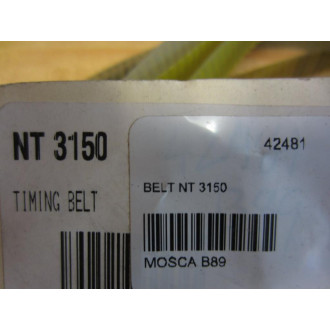 NT 3150
TIMING BELT
42481
BELT NT 3150
MOSCA B89